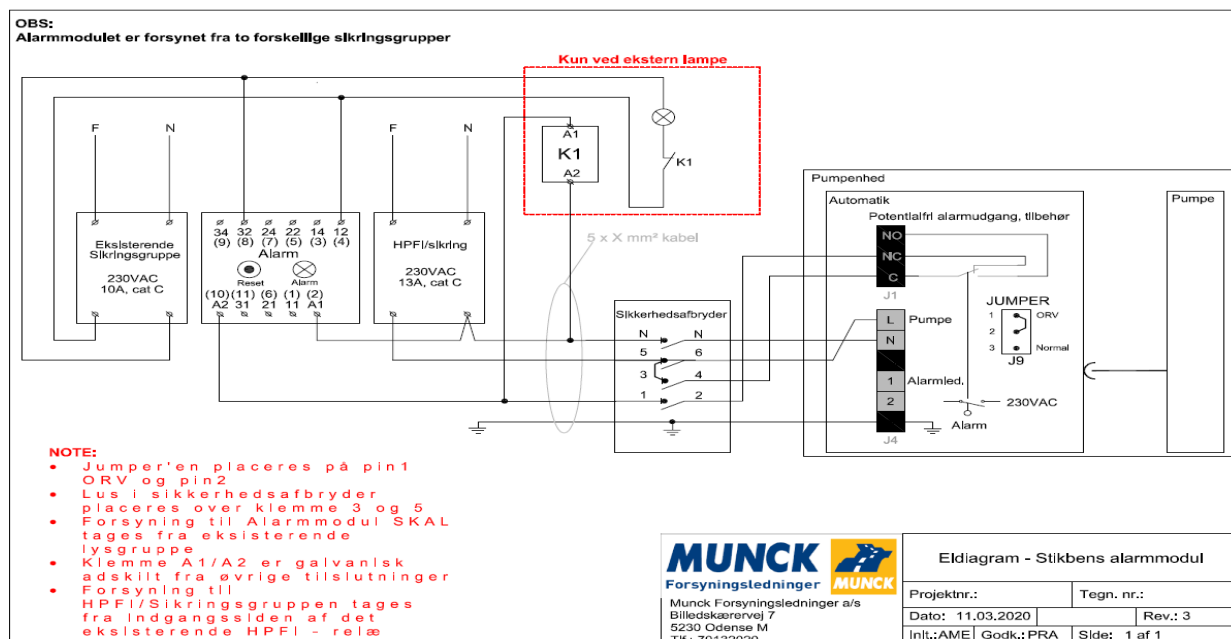 OBS:
Alarmmodulet er forsynet fra to forskellige sikringsgrupper
Kun ved ekstern lampe
F N F N
A1
K1
A2
K1
Eksisterende
Sikringsgruppe
230VAC
10A, cat C
34 32 24 22 14 12
(9) (8) (7) (5) (3) (4)
Alarm
Reset Alarm
(10) (11) (6) (1) (2)
A2 31 21 11 A1
HPFI/sikring
230VAC
13A, cat C
5 x X mm² kabel
Sikkerhedsafbryder
N N
5 6
3 4
1 2
Pumpenhed
Automatik
Potentialfri alarmudgang, tilbehør
NO
NC
C
J1
L Pumpe
N
1 Alarmled.
2
J4
JUMPER
1 ORV
2
3 Normal
J9
230VAC
Alarm
Pumpe
NOTE:
• Jumper'en placeres på pin1
ORV og pin2
• Lus i sikkerhedsafbryder
placeres over klemme 3 og 5
• Forsyning til Alarmmodul SKAL
tages fra eksisterende
lysgruppe
• Klemme A1/A2 er galvanisk
adskilt fra øvrige tilslutninger
• Forsyning til
HPFI/Sikringsgruppen tages
fra indgangssiden af det
eksisterende HPFI - relæ
MUNCK
Forsyningsledninger
MUNCK
Munck Forsyningsledninger a/s
Billedskærervej 7
5230 Odense M
Eldiagram - Stikbens alarmmodul
Projektnr.: Tegn. nr.:
Dato: 11.03.2020 Rev.: 3
Init.:AME Godk.:PRA Side: 1 af 1